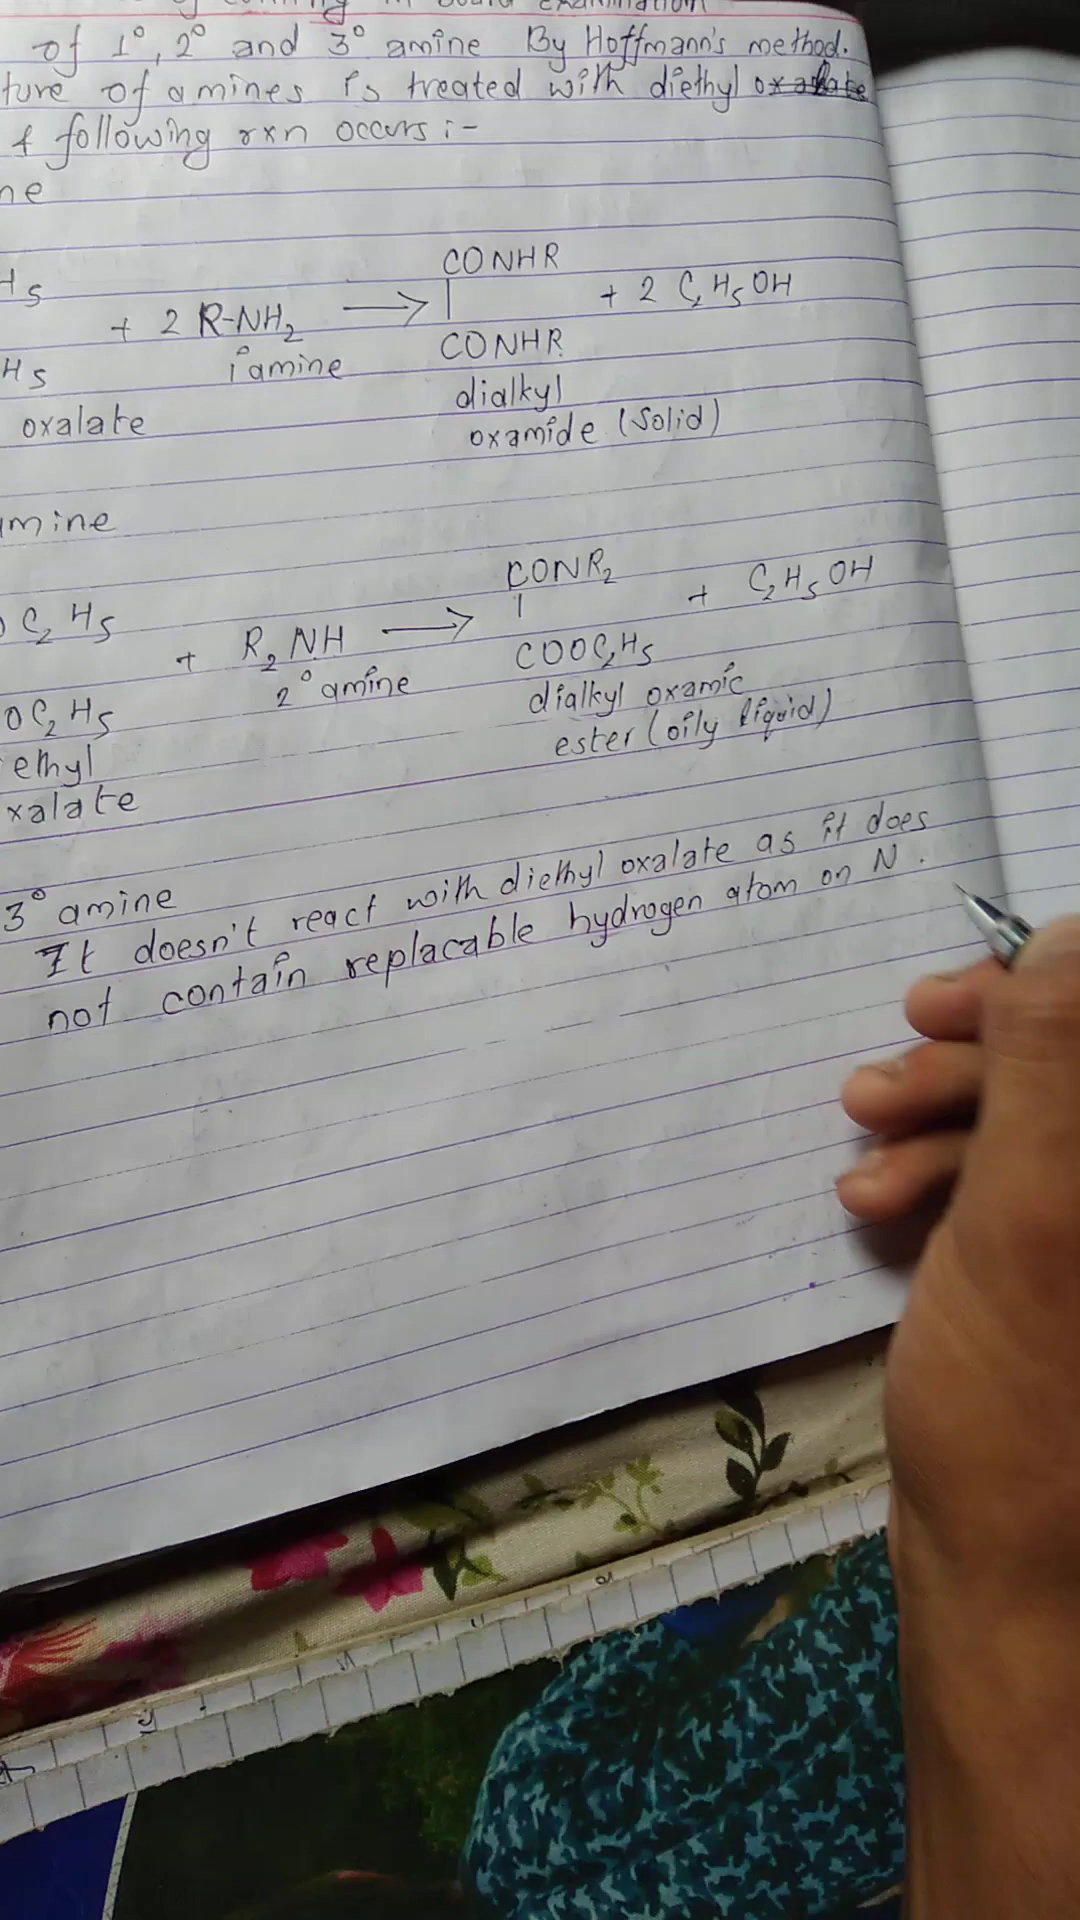 of 1°, 2° and 3° amine By Hoffmann's method.
ture of amines is treated with diethyl oxalate
& following rxn occurs :-
ne
CONHR
H5 + 2 R-NH2 ⟶ | + 2 C2H5OH
H5 1° amine CONHR
oxalate dialkyl
oxamide (Solid)
mine
CONR2
O C2H5 + R2NH ⟶ | + C2H5OH
2° amine COOC2H5
OC2H5 dialkyl oxamic
ethyl ester (oily liquid)
xalate
3° amine
It doesn't react with diethyl oxalate as it does
not contain replacable hydrogen atom on N.